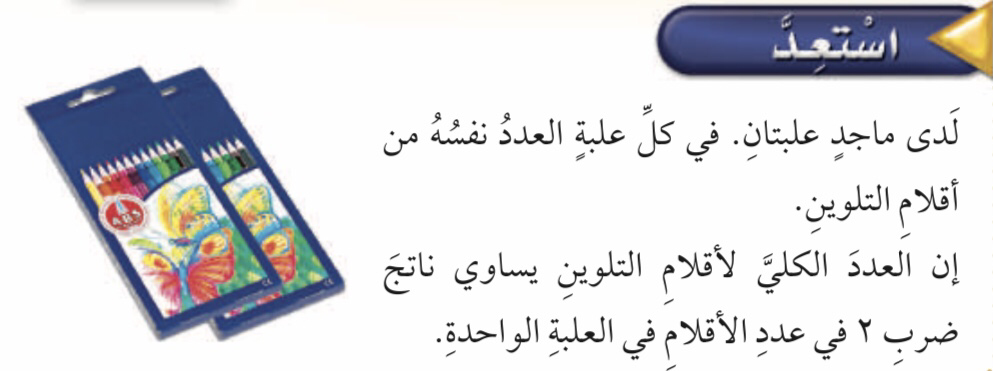 اسْتَعِدَّ
لَدى ماجدٍ علبتانِ. في كلِّ علبةٍ العددُ نفسُهُ من
أقلامِ التلوينِ.
إن العددَ الكليَّ لأقلامِ التلوينِ يساوي ناتجَ
ضربِ ٢ في عددِ الأقلامِ في العلبةِ الواحدةِ.
A.G.S